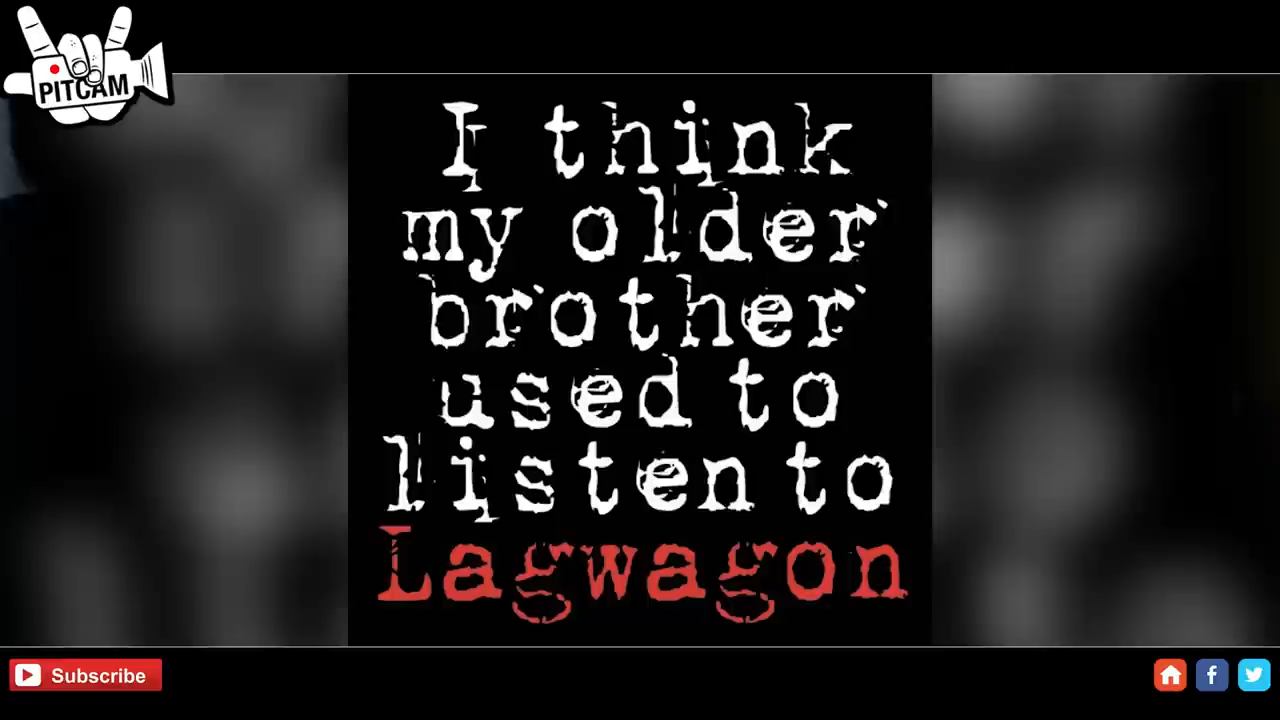 PITCAM
I think
my older
brother
used to
listen to
Lagwagon
Subscribe